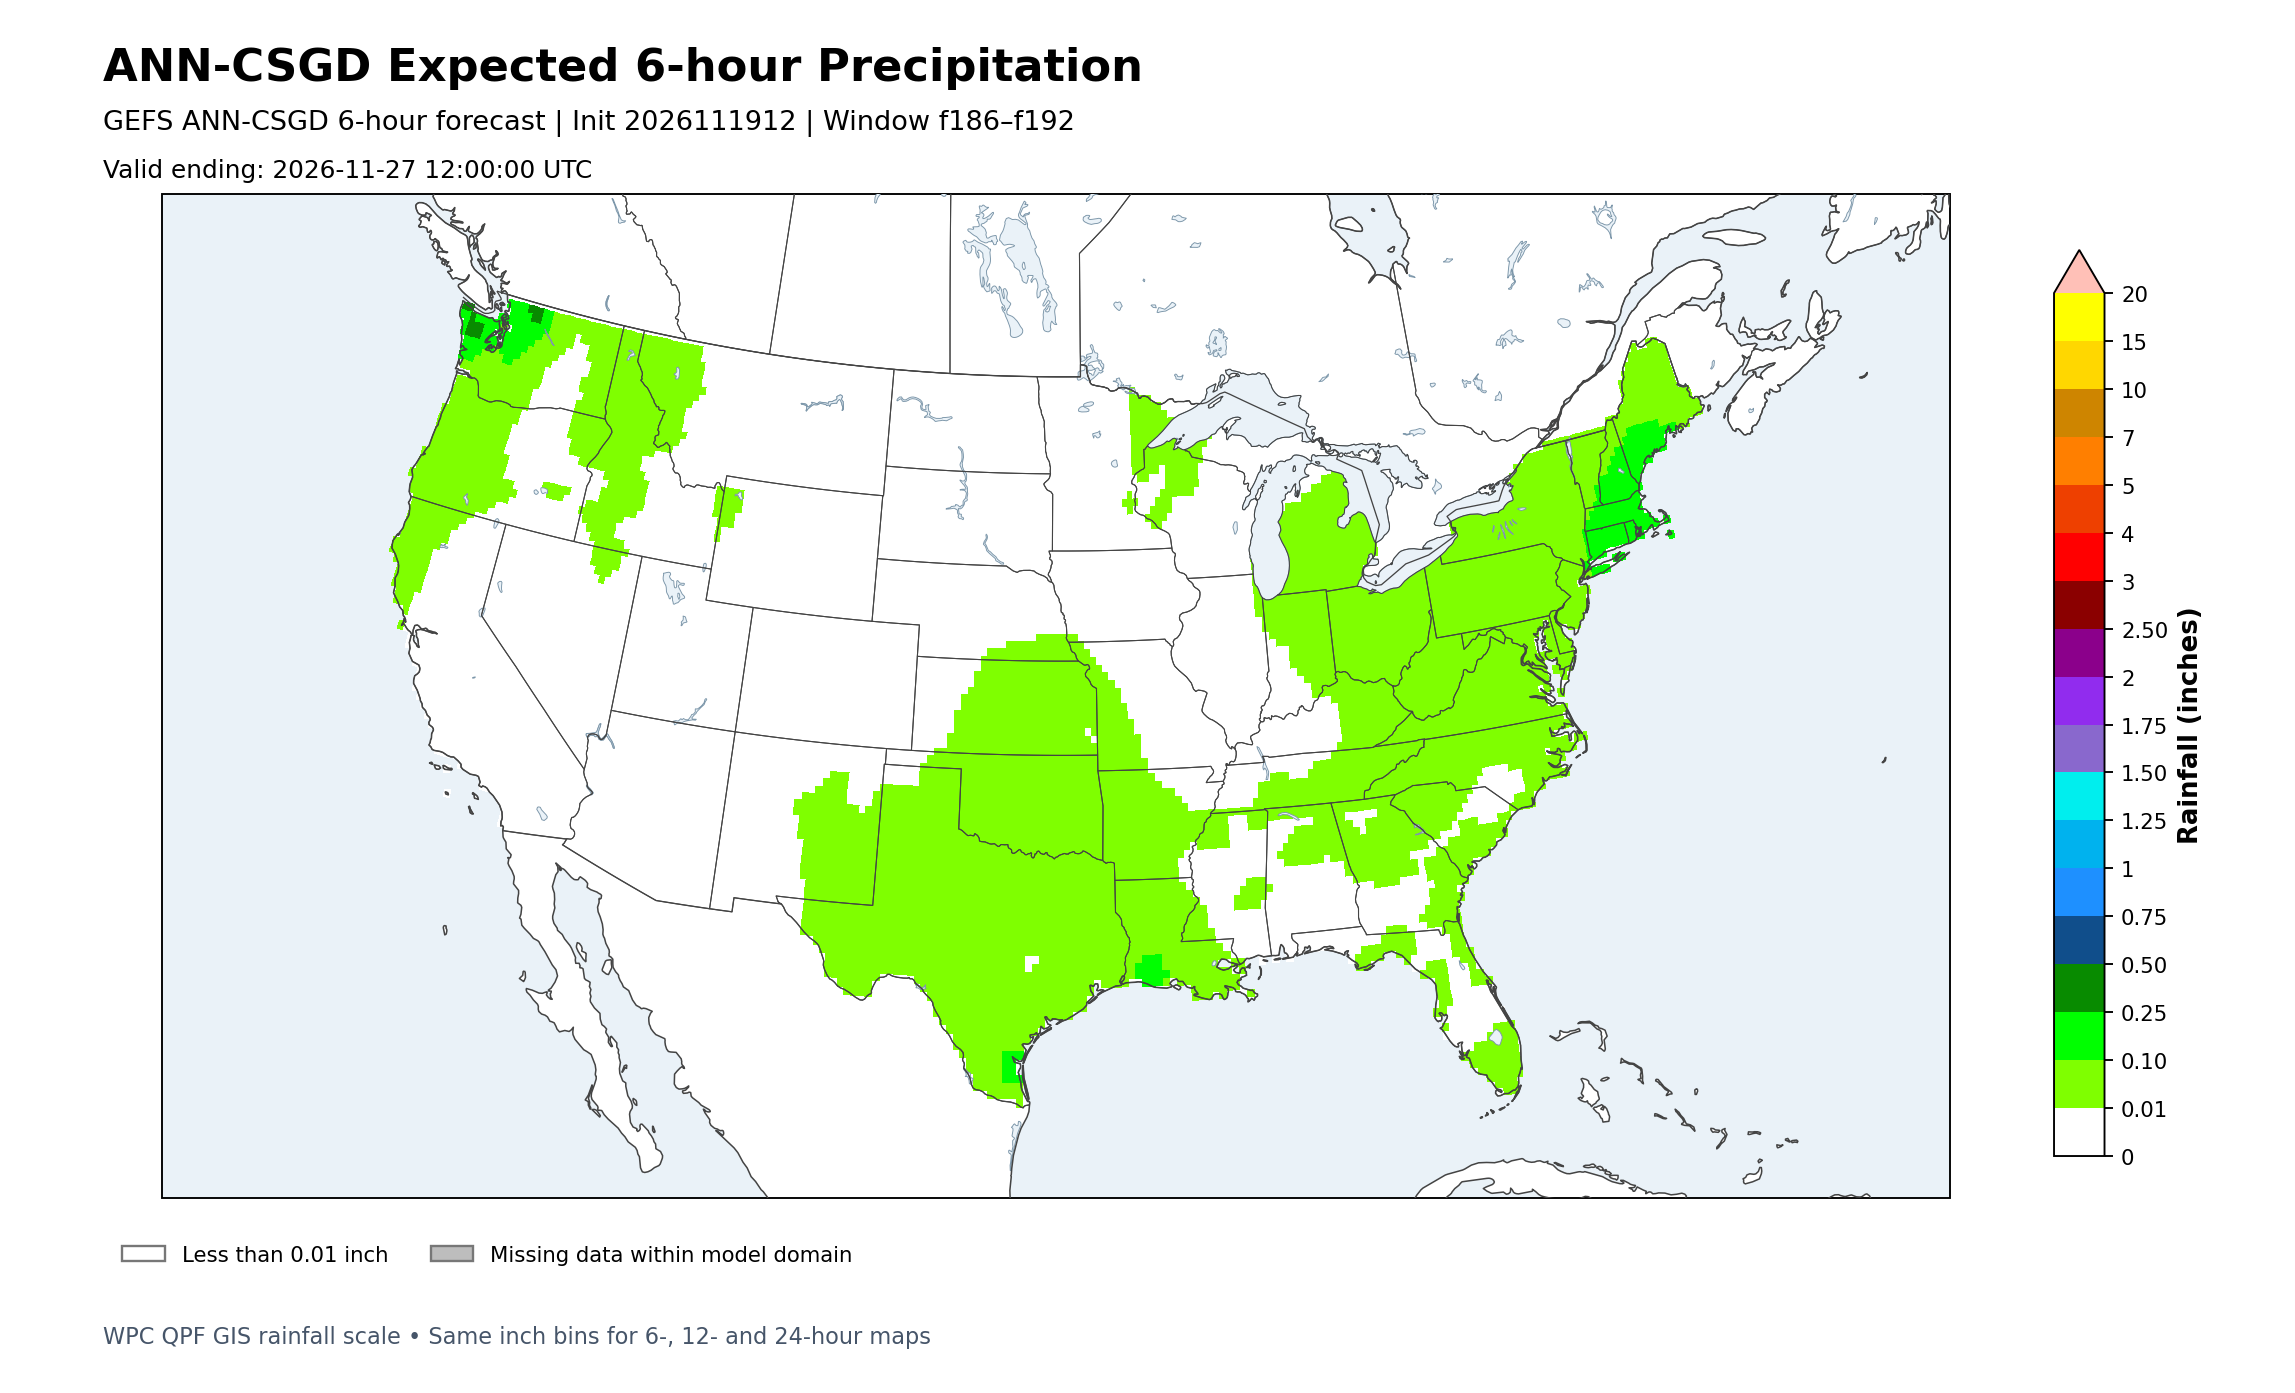 ANN-CSGD Expected 6-hour Precipitation
GEFS ANN-CSGD 6-hour forecast | Init 2026111912 | Window f186–f192
Valid ending: 2026-11-27 12:00:00 UTC
20
15
10
7
5
4
3
2.50
2
1.75
1.50
1.25
1
0.75
0.50
0.25
0.10
0.01
0
Rainfall (inches)
Less than 0.01 inch
Missing data within model domain
WPC QPF GIS rainfall scale • Same inch bins for 6-, 12- and 24-hour maps